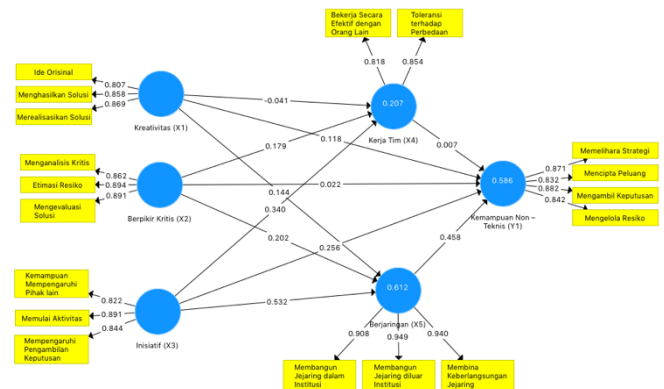 Bekerja Secara
Efektif dengan
Orang Lain
Toleransi
terhadap
Perbedaan
0.818
0.854
Ide Orisinal
Menghasilkan Solusi
Merealisasikan Solusi
0.807
0.858
0.869
Kreativitas (X1)
-0.041
0.207
Kerja Tim (X4)
0.118
0.179
0.007
Menganalisis Kritis
Etimasi Resiko
Mengevaluasi
Solusi
0.862
0.894
0.891
Berpikir Kritis (X2)
0.144
0.022
0.340
0.202
0.586
Kemampuan Non –
Teknis (Y1)
0.871
0.832
0.882
0.842
Memelihara Strategi
Mencipta Peluang
Mengambil Keputusan
Mengelola Resiko
0.256
0.458
Kemampuan
Mempengaruhi
Pihak lain
Memulai Aktivitas
Mempengaruhi
Pengambilan
Keputusan
0.822
0.891
0.844
Inisiatif (X3)
0.532
0.612
Berjaringan (X5)
0.908
0.949
0.940
Membangun
Jejaring dalam
Institusi
Membangun
Jejaring diluar
Institusi
Membina
Keberlangsungan
Jejaring